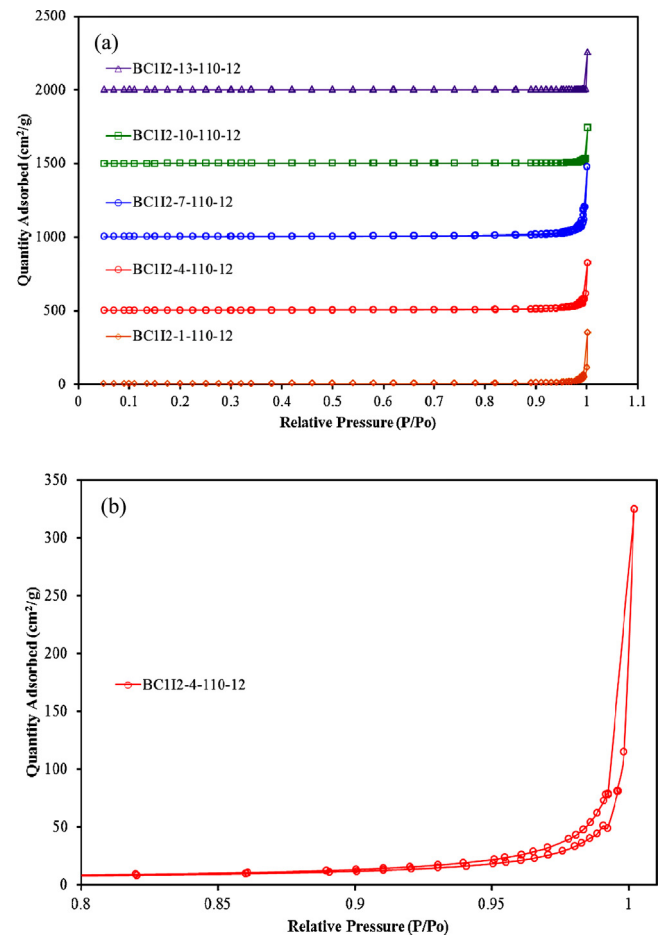 (a)
2500
2000
1500
1000
500
0
Quantity Adsorbed (cm²/g)
BC1I2-13-110-12
BC1I2-10-110-12
BC1I2-7-110-12
BC1I2-4-110-12
BC1I2-1-110-12
0 0.1 0.2 0.3 0.4 0.5 0.6 0.7 0.8 0.9 1 1.1
Relative Pressure (P/Po)
(b)
350
300
250
200
150
100
50
0
Quantity Adsorbed (cm²/g)
BC1I2-4-110-12
0.8 0.85 0.9 0.95 1
Relative Pressure (P/Po)